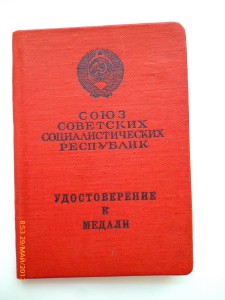 СОЮЗ
СОВЕТСКИХ
СОЦИАЛИСТИЧЕСКИХ
РЕСПУБЛИК
УДОСТОВЕРЕНИЕ
К
МЕДАЛИ